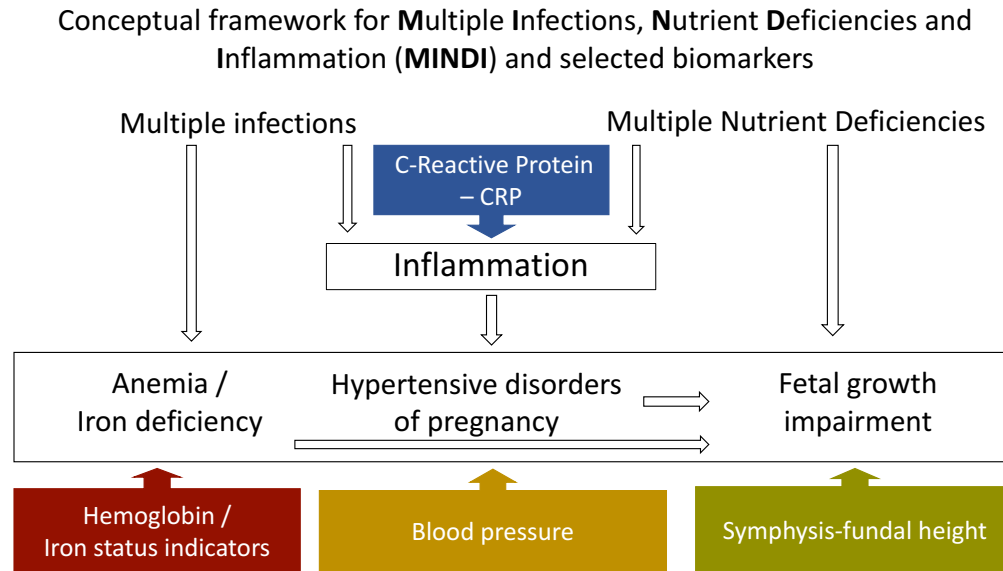 Conceptual framework for Multiple Infections, Nutrient Deficiencies and
Inflammation (MINDI) and selected biomarkers
Multiple infections
Multiple Nutrient Deficiencies
C-Reactive Protein
– CRP
Inflammation
Anemia /
Iron deficiency
Hypertensive disorders
of pregnancy
Fetal growth
impairment
Hemoglobin /
Iron status indicators
Blood pressure
Symphysis-fundal height